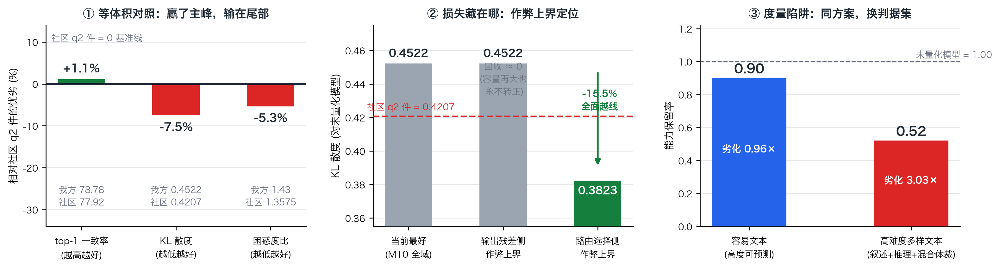 ① 等体积对照：赢了主峰，输在尾部
相对社区 q2 件的优劣 (%)
10
0
-10
-20
-30
社区 q2 件 = 0 基准线
+1.1%
-7.5%
-5.3%
我方 78.78
社区 77.92
我方 0.4522
社区 0.4207
我方 1.43
社区 1.3575
top-1 一致率
(越高越好)
KL 散度
(越低越好)
困惑度比
(越低越好)
② 损失藏在哪：作弊上界定位
KL 散度 (对未量化模型)
0.46
0.44
0.42
0.40
0.38
0.36
0.4522
0.4522
回收 ≈ 0
(容量再大也
永不转正)
-15.5%
全面越线
社区 q2 件 = 0.4207
0.3823
当前最好
(M10 全域)
输出残差侧
作弊上界
路由选择侧
作弊上界
③ 度量陷阱：同方案，换判据集
能力保留率
1.2
1.0
0.8
0.6
0.4
0.2
0.0
未量化模型 = 1.00
0.90
劣化 0.96×
0.52
劣化 3.03×
容易文本
(高度可预测)
高难度多样文本
(叙述+推理+混合体裁)